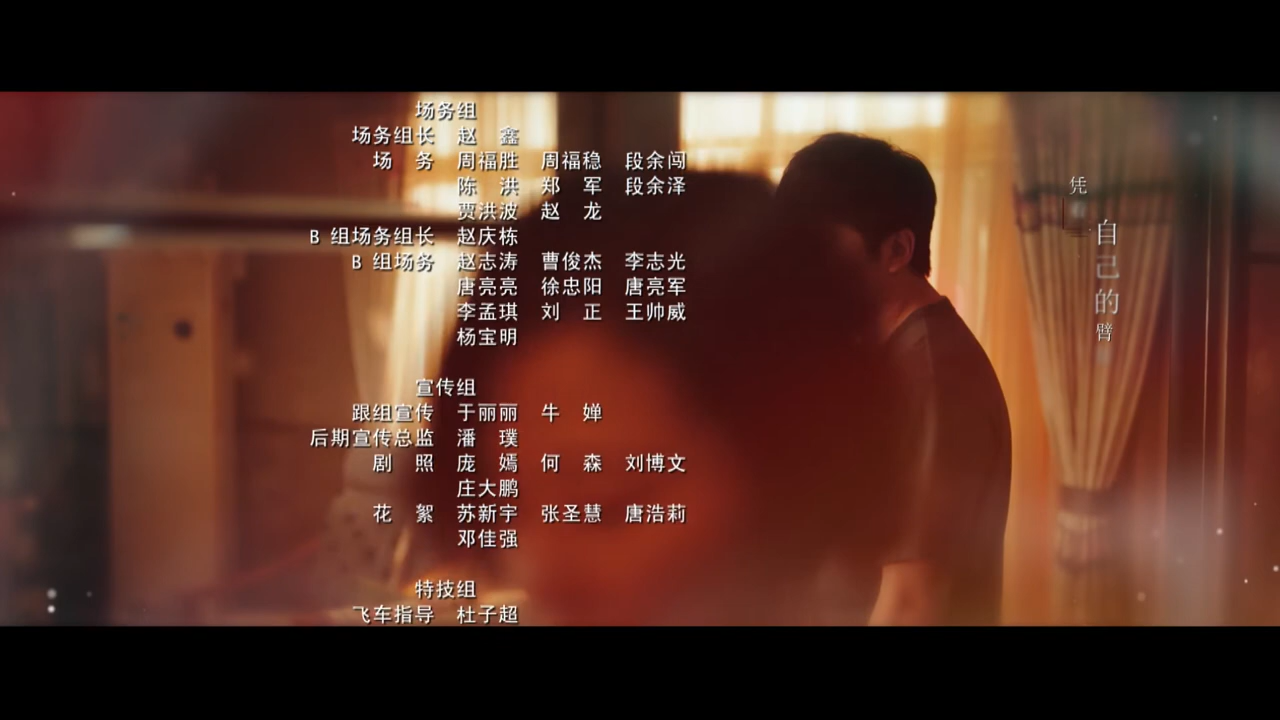 场务组
场务组长 赵 鑫
场 务 周福胜 周福稳 段余闯
陈 洪 郑 军 段余泽
贾洪波 赵 龙
B 组场务组长 赵庆栋
B 组场务 赵志涛 曹俊杰 李志光
唐亮亮 徐忠阳 唐亮军
李孟琪 刘 正 王帅威
杨宝明
宣传组
跟组宣传 于丽丽 牛 婵
后期宣传总监 潘 璞
剧 照 庞 嫣 何 森 刘博文
庄大鹏
花 絮 苏新宇 张圣慧 唐浩莉
邓佳强
特技组
飞车指导 杜子超
凭
自己的臂